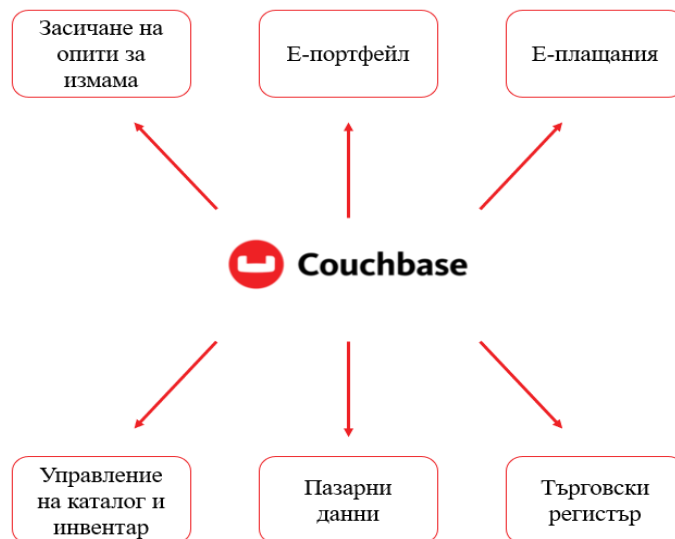 Засичане на
опити за
измама
Е-портфейл
Е-плащания
Couchbase
Управление
на каталог и
инвентар
Пазарни
данни
Търговски
регистър